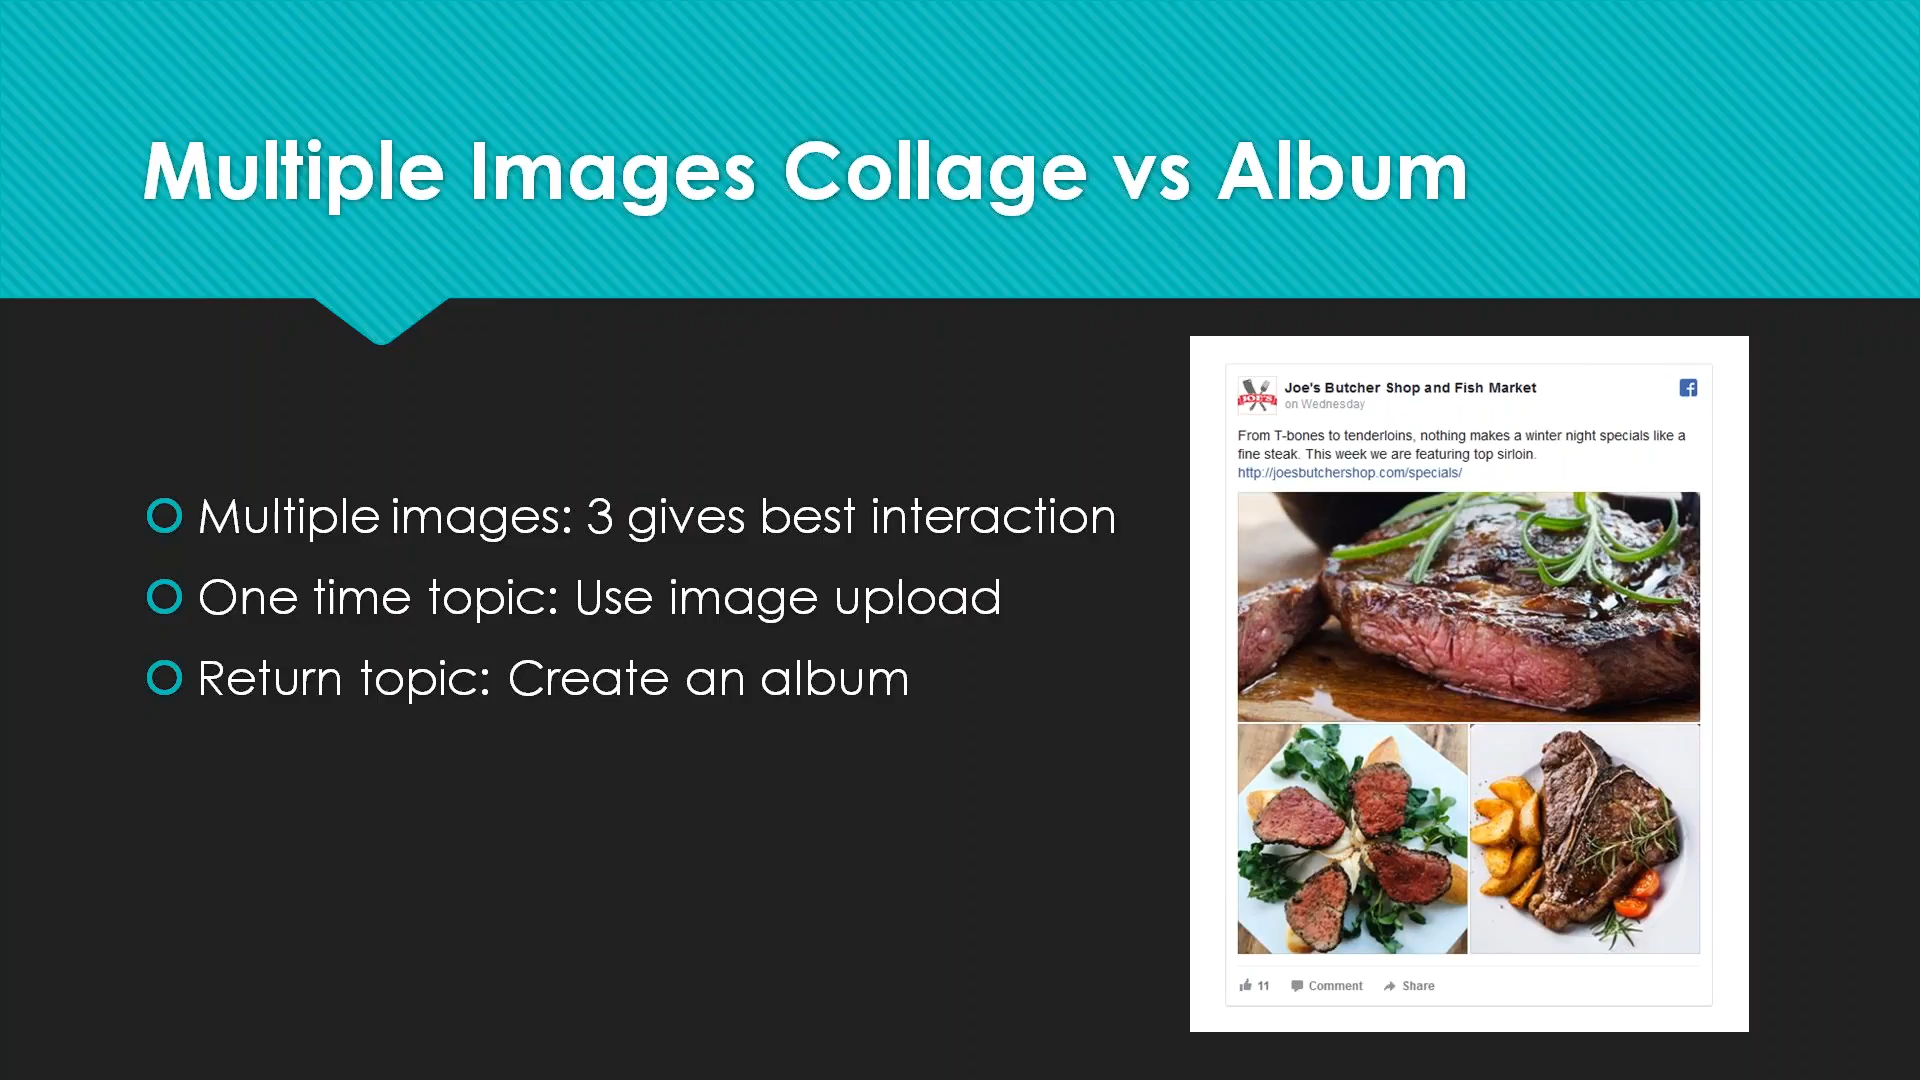 Multiple Images Collage vs Album
Multiple images: 3 gives best interaction
One time topic: Use image upload
Return topic: Create an album
JOE'S
Joe's Butcher Shop and Fish Market
on Wednesday
From T-bones to tenderloins, nothing makes a winter night specials like a
fine steak. This week we are featuring top sirloin.
http://joesbutchershop.com/specials/
11 Comment Share